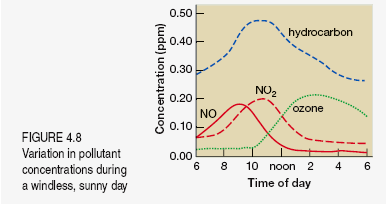 FIGURE 4.8
Variation in pollutant
concentrations during
a windless, sunny day
Concentration (ppm)
0.50
0.40
0.30
0.20
0.10
0.00
hydrocarbon
NO2
NO
ozone
6 8 10 noon 2 4 6
Time of day